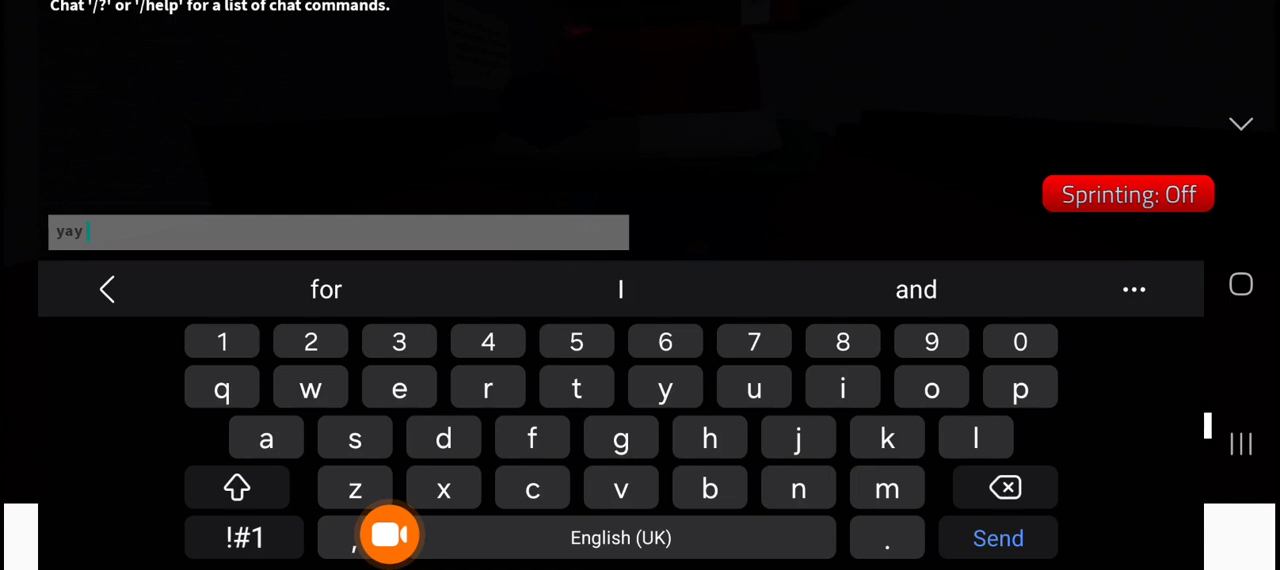 Chat '/?' or '/help' for a list of chat commands.
Sprinting: Off
yay
for I and ...
1 2 3 4 5 6 7 8 9 0
q w e r t y u i o p
a s d f g h j k l
z x c v b n m
!#1 , English (UK) . Send